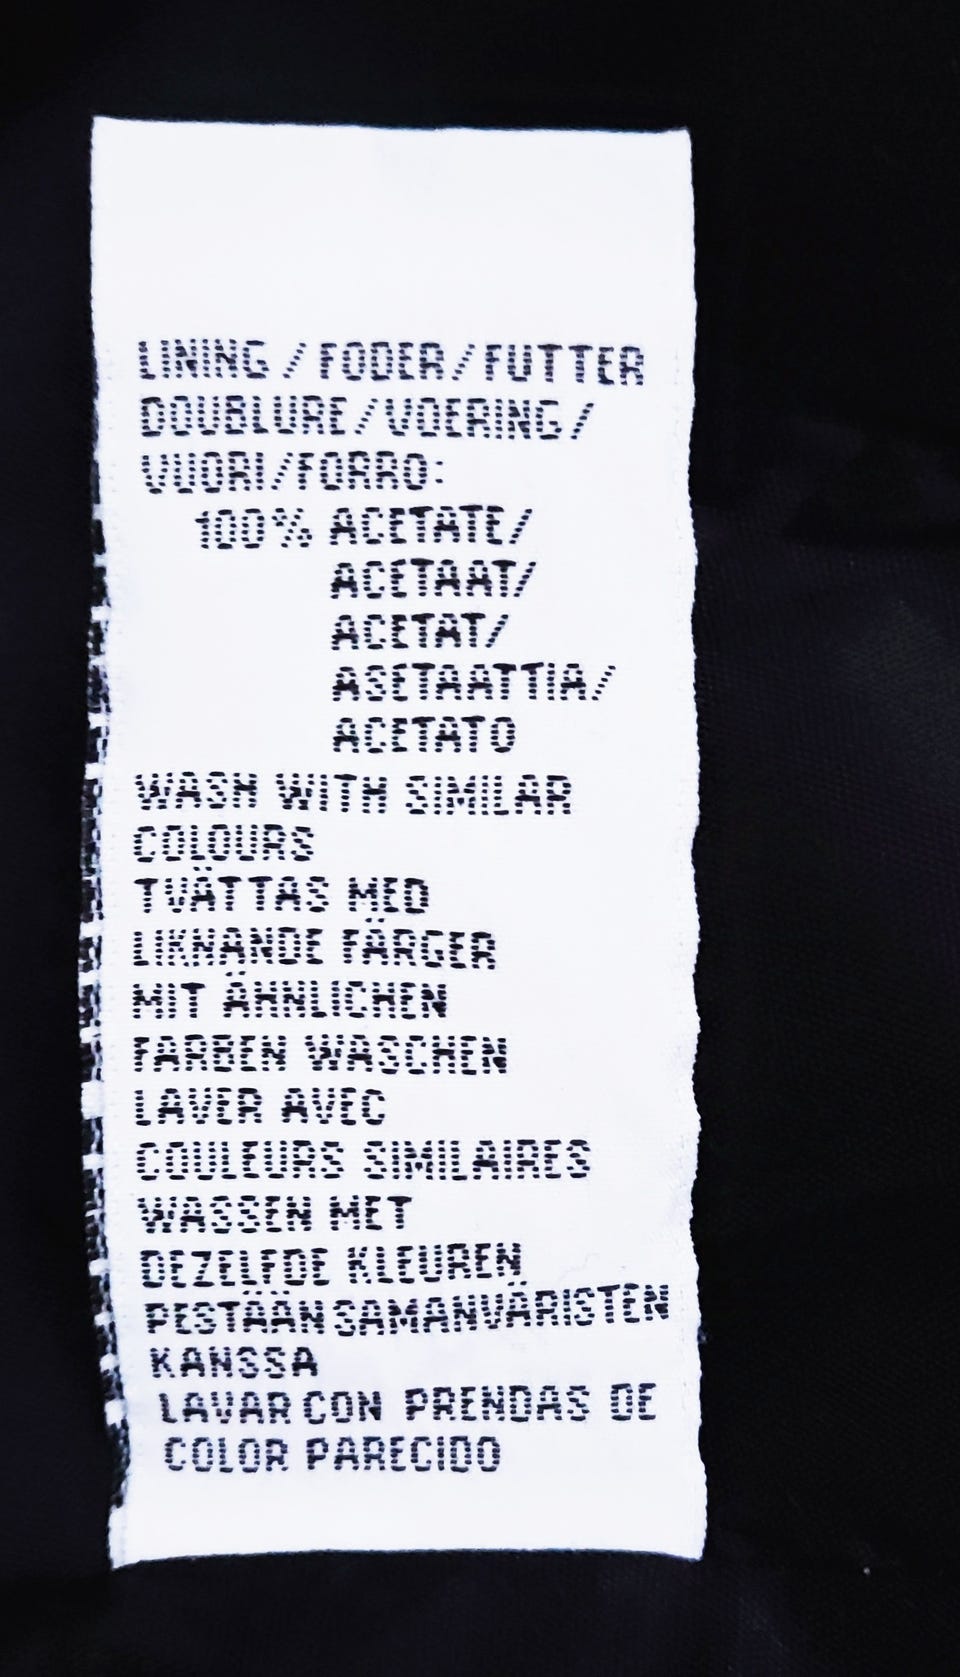 LINING / FODER / FUTTER
DOUBLURE / VOERING /
VUORI/FORRO:
100% ACETATE/
ACETAAT/
ACETAT/
ASETAATTIA/
ACETATO
WASH WITH SIMILAR
COLOURS
TVÄTTAS MED
LIKNANDE FÄRGER
MIT ÄHNLICHEN
FARBEN WASCHEN
LAVER AVEC
COULEURS SIMILAIRES
WASSEN MET
DEZELFDE KLEUREN
PESTÄÄN SAMANVÄRISTEN
KANSSA
LAVAR CON PRENDAS DE
COLOR PARECIDO